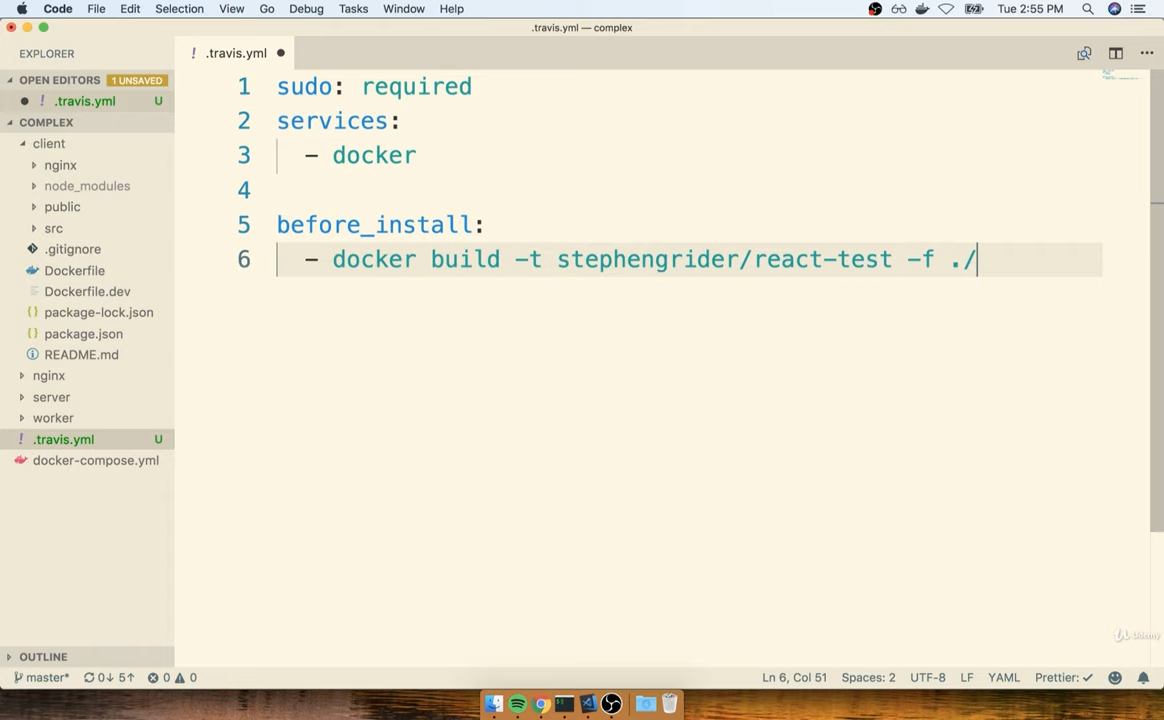 Code File Edit Selection View Go Debug Tasks Window Help Tue 2:55 PM
.travis.yml — complex
EXPLORER
! .travis.yml
OPEN EDITORS 1 UNSAVED
! .travis.yml U
COMPLEX
client
nginx
node_modules
public
src
.gitignore
Dockerfile
Dockerfile.dev
{} package-lock.json
{} package.json
README.md
nginx
server
worker
! .travis.yml U
docker-compose.yml
OUTLINE
1 sudo: required
2 services:
3 - docker
4
5 before_install:
6 - docker build -t stephengrider/react-test -f ./
Udemy
master* 0↓ 5↑ 0 0 Ln 6, Col 51 Spaces: 2 UTF-8 LF YAML Prettier: ✓